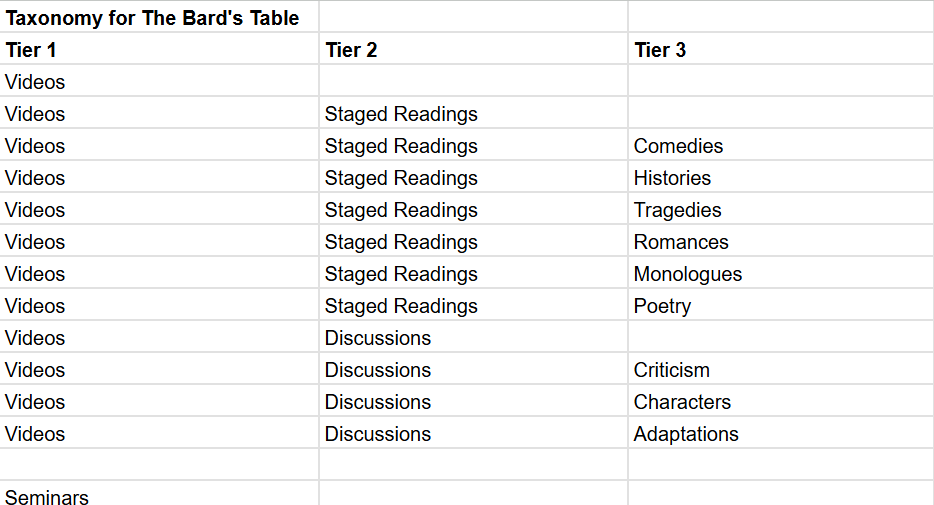 Taxonomy for The Bard's Table
Tier 1 Tier 2 Tier 3
Videos
Videos Staged Readings
Videos Staged Readings Comedies
Videos Staged Readings Histories
Videos Staged Readings Tragedies
Videos Staged Readings Romances
Videos Staged Readings Monologues
Videos Staged Readings Poetry
Videos Discussions
Videos Discussions Criticism
Videos Discussions Characters
Videos Discussions Adaptations
Seminars